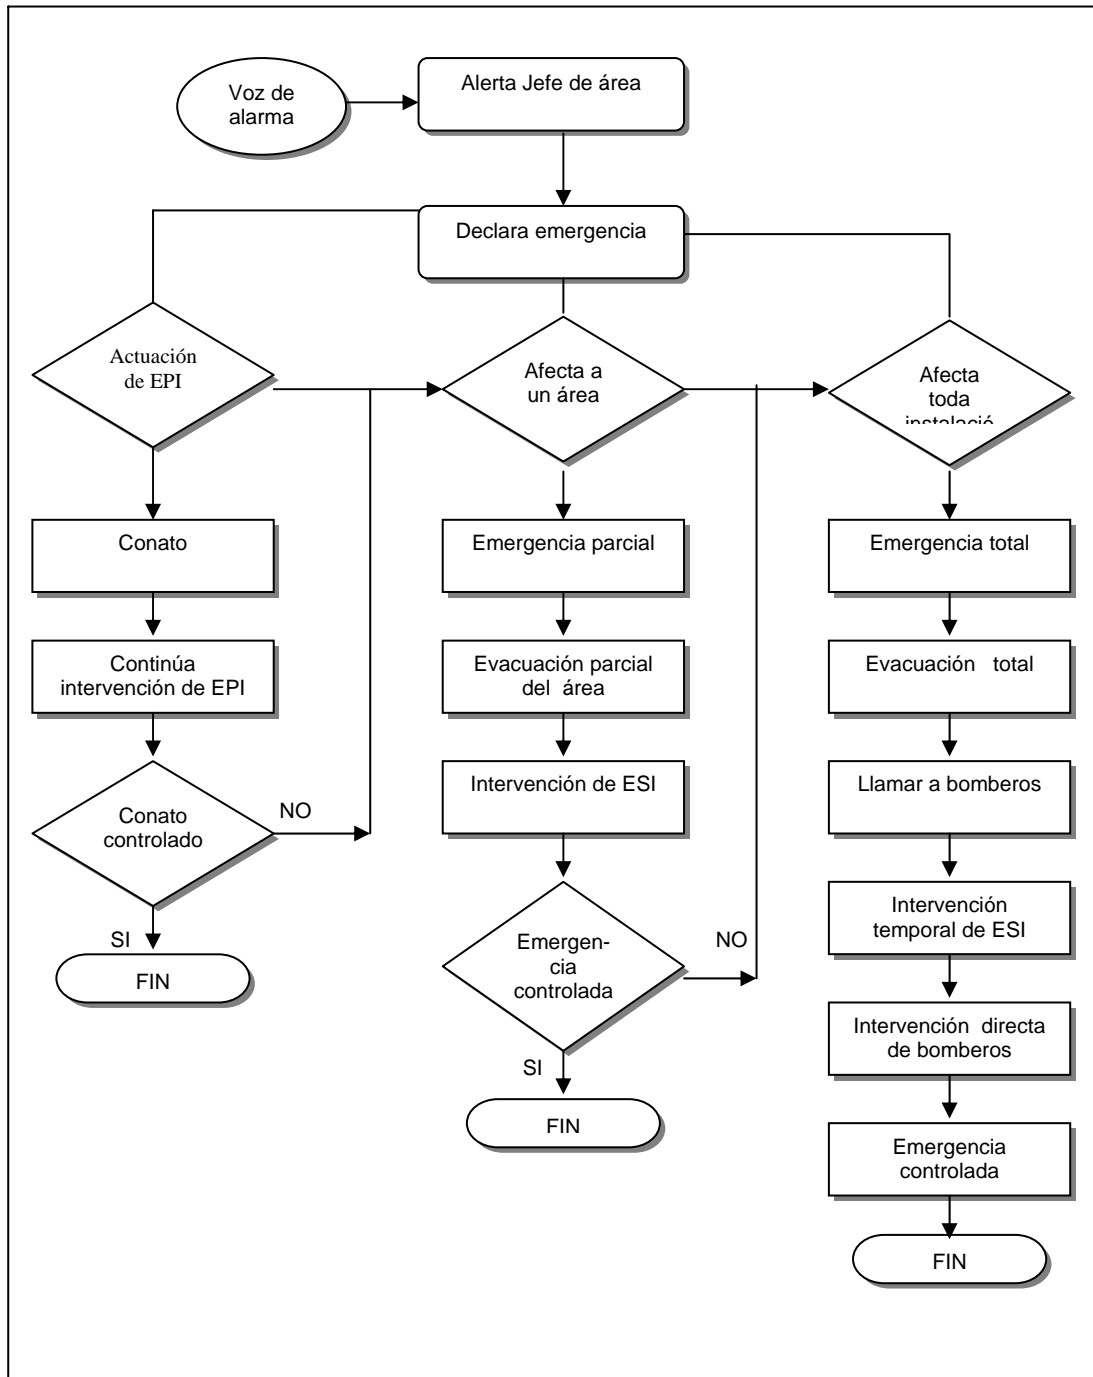 Voz de
alarma
Alerta Jefe de área
Declara emergencia
Actuación
de EPI
Afecta a
un área
Afecta
toda
instalació
Conato
Emergencia parcial
Emergencia total
Continúa
intervención de EPI
Evacuación parcial
del área
Evacuación total
Conato
controlado
NO
SI
FIN
Intervención de ESI
Llamar a bomberos
Emergen-
cia
controlada
NO
SI
FIN
Intervención
temporal de ESI
Intervención directa
de bomberos
Emergencia
controlada
FIN